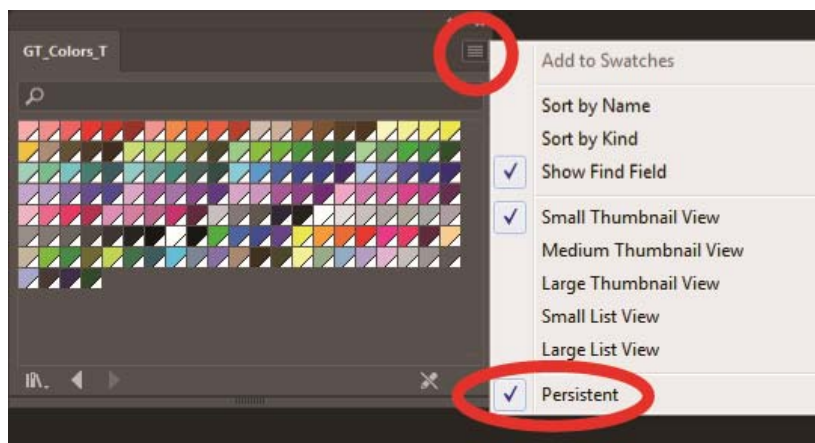 GT_Colors_T
Add to Swatches
Sort by Name
Sort by Kind
Show Find Field
Small Thumbnail View
Medium Thumbnail View
Large Thumbnail View
Small List View
Large List View
Persistent